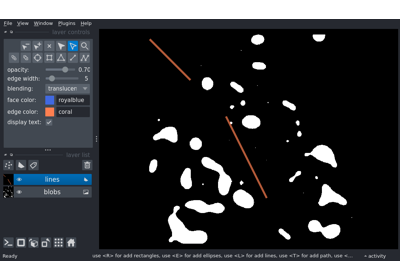 File View Window Plugins Help
layer controls
opacity: 0.70
edge width: 5
blending: translucer
face color: royalblue
edge color: coral
display text:
layer list
lines
blobs
Ready use <R> for add rectangles, use <E> for add ellipses, use <L> for add lines, use <T> for add path, use <... activity